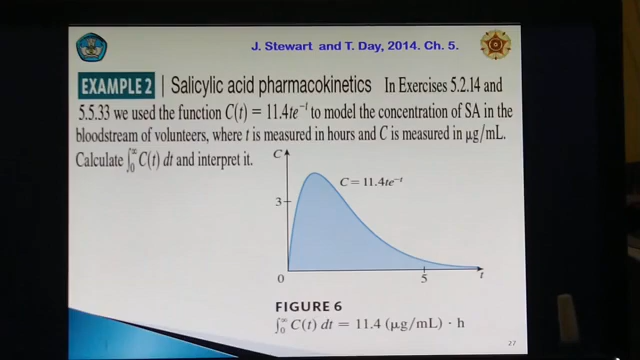 J. Stewart and T. Day, 2014. Ch. 5.
EXAMPLE 2 | Salicylic acid pharmacokinetics In Exercises 5.2.14 and
5.5.33 we used the function C(t) = 11.4te⁻ᵗ to model the concentration of SA in the
bloodstream of volunteers, where t is measured in hours and C is measured in μg/mL.
Calculate ∫₀^∞ C(t) dt and interpret it.
C
C = 11.4te⁻ᵗ
3
0
5
t
FIGURE 6
∫₀^∞ C(t) dt = 11.4 (μg/mL) · h
27